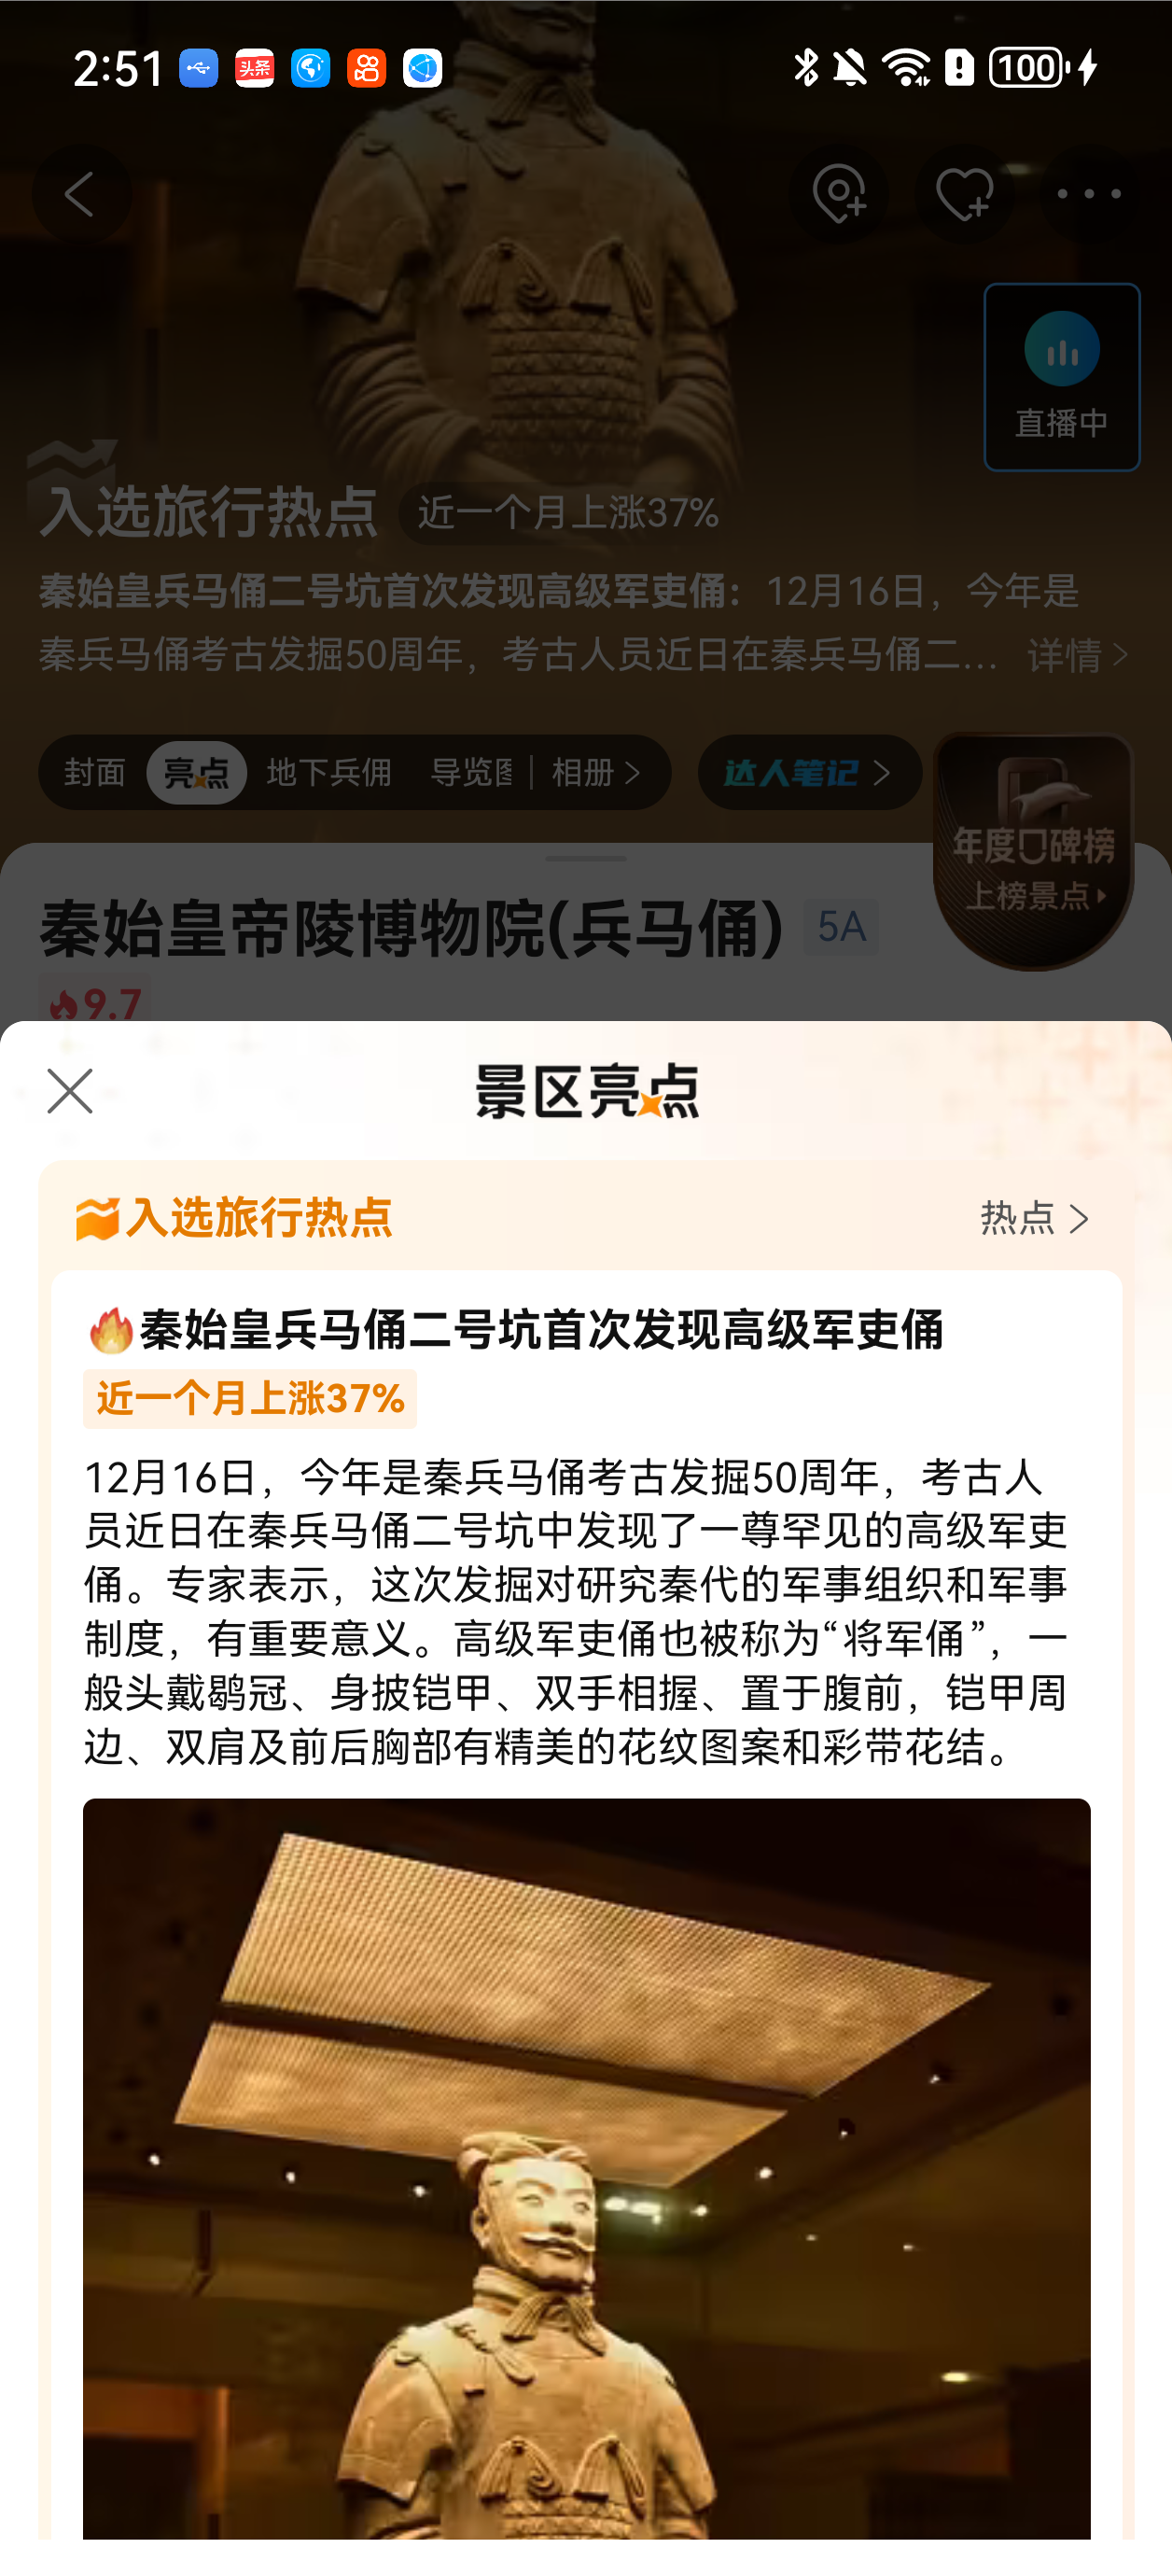 2:51
头条
100
直播中
入选旅行热点 近一个月上涨37%
秦始皇兵马俑二号坑首次发现高级军吏俑：12月16日，今年是
秦兵马俑考古发掘50周年，考古人员近日在秦兵马俑二... 详情
封面 亮点 地下兵佣 导览图 相册 达人笔记
年度口碑榜
上榜景点
秦始皇帝陵博物院(兵马俑) 5A
9.7
景区亮点
入选旅行热点 热点
秦始皇兵马俑二号坑首次发现高级军吏俑
近一个月上涨37%
12月16日，今年是秦兵马俑考古发掘50周年，考古人
员近日在秦兵马俑二号坑中发现了一尊罕见的高级军吏
俑。专家表示，这次发掘对研究秦代的军事组织和军事
制度，有重要意义。高级军吏俑也被称为“将军俑”，一
般头戴鹖冠、身披铠甲、双手相握、置于腹前，铠甲周
边、双肩及前后胸部有精美的花纹图案和彩带花结。